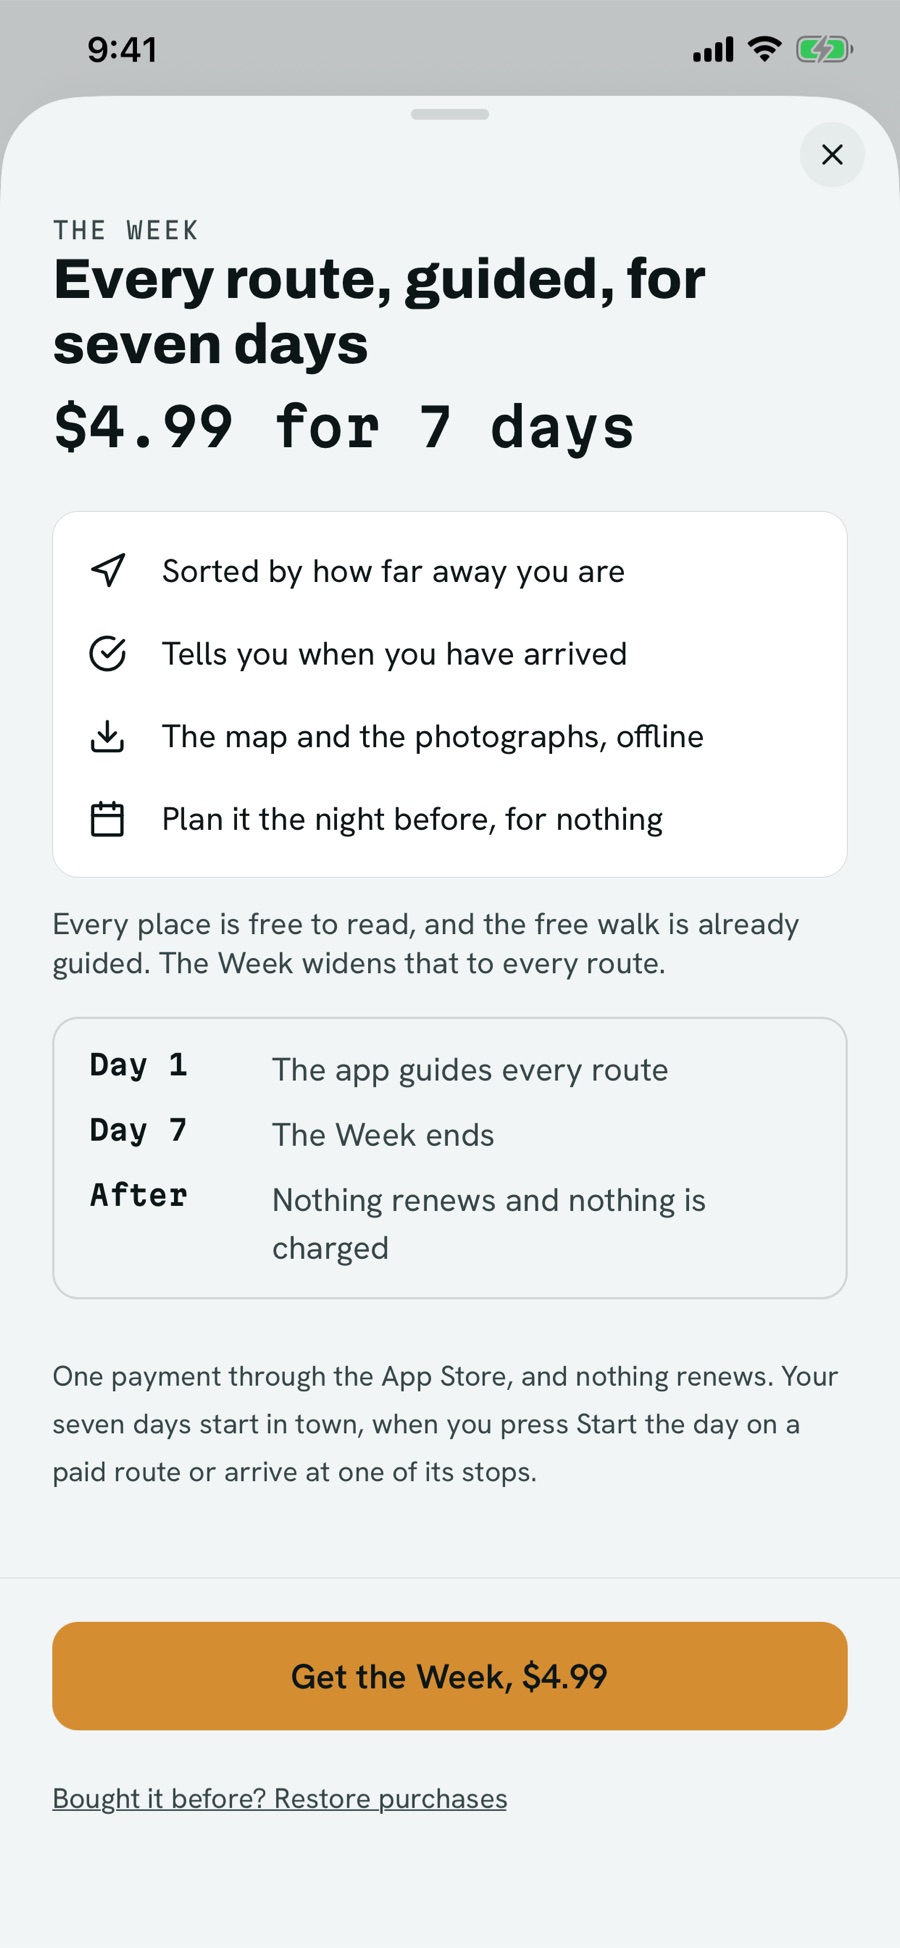 9:41
THE WEEK
Every route, guided, for
seven days
$4.99 for 7 days
Sorted by how far away you are
Tells you when you have arrived
The map and the photographs, offline
Plan it the night before, for nothing
Every place is free to read, and the free walk is already
guided. The Week widens that to every route.
Day 1 The app guides every route
Day 7 The Week ends
After Nothing renews and nothing is
charged
One payment through the App Store, and nothing renews. Your
seven days start in town, when you press Start the day on a
paid route or arrive at one of its stops.
Get the Week, $4.99
Bought it before? Restore purchases